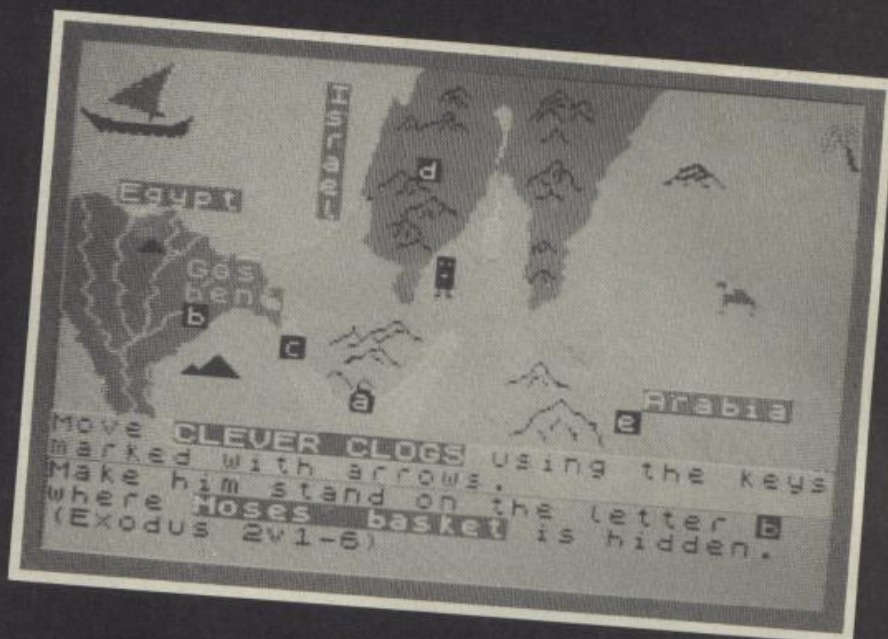 Israel
d
Egypt
Gos
hen
b
c
a
Arabia
e
Move CLEVER CLOGS using the keys
marked with arrows.
Make him stand on the letter b
where Moses basket is hidden.
(Exodus 2v1-6)